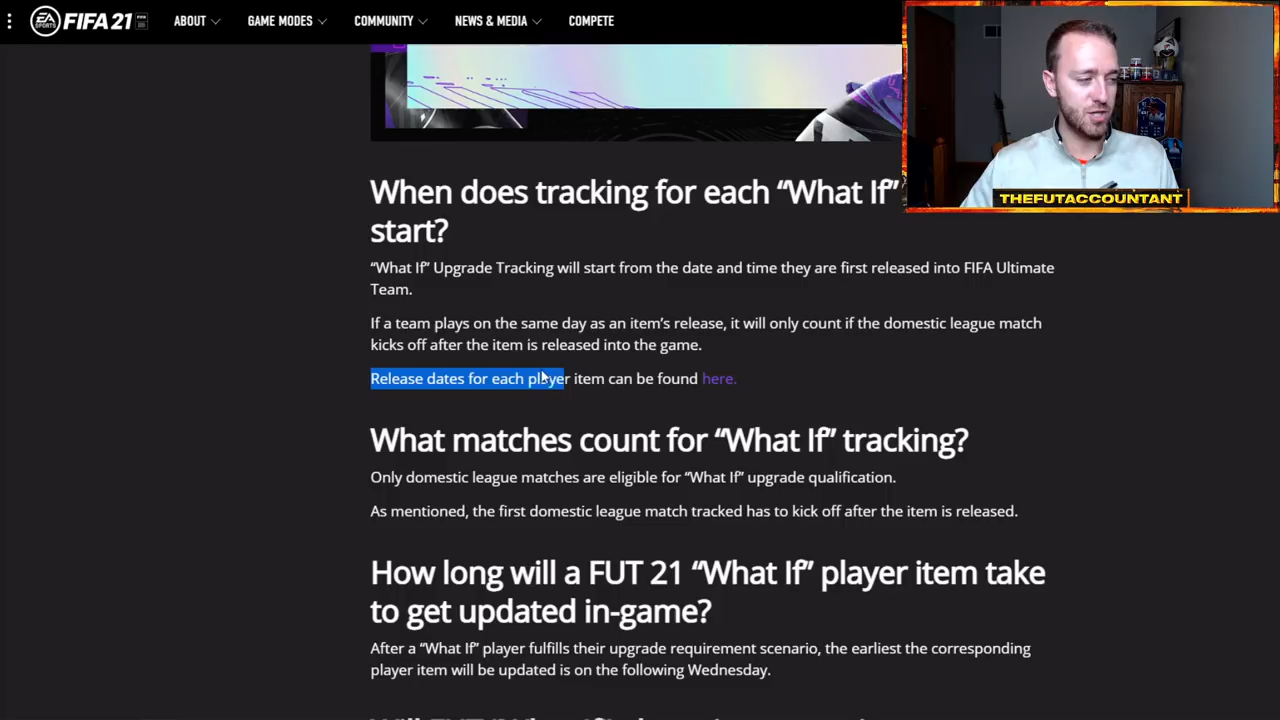 EA SPORTS FIFA 21 ABOUT GAME MODES COMMUNITY NEWS & MEDIA COMPETE
THEFUTACCOUNTANT
When does tracking for each “What If”
start?
“What If” Upgrade Tracking will start from the date and time they are first released into FIFA Ultimate
Team.
If a team plays on the same day as an item’s release, it will only count if the domestic league match
kicks off after the item is released into the game.
Release dates for each player item can be found here.
What matches count for “What If” tracking?
Only domestic league matches are eligible for “What If” upgrade qualification.
As mentioned, the first domestic league match tracked has to kick off after the item is released.
How long will a FUT 21 “What If” player item take
to get updated in-game?
After a “What If” player fulfills their upgrade requirement scenario, the earliest the corresponding
player item will be updated is on the following Wednesday.